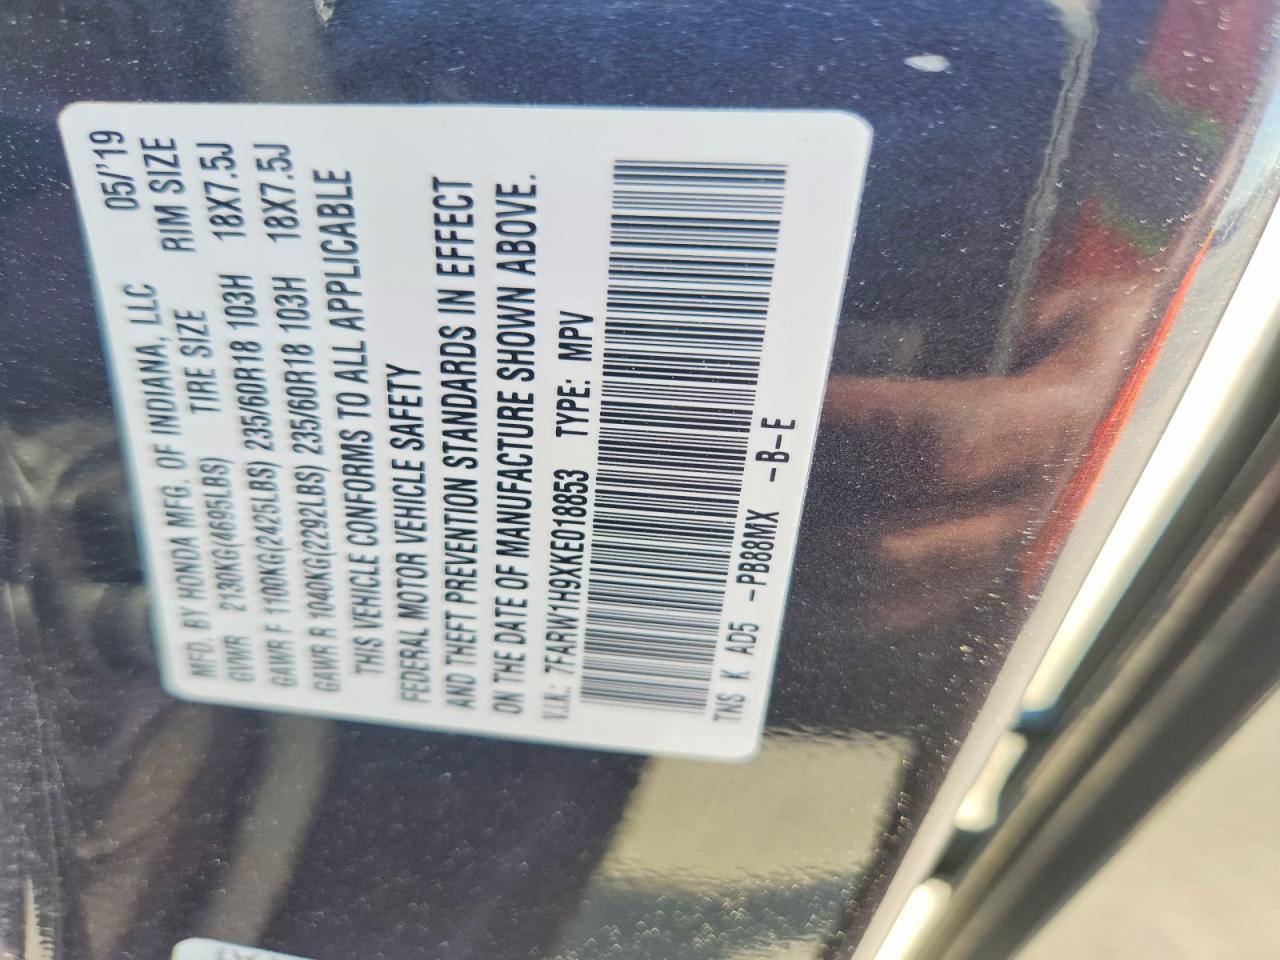 MFD. BY HONDA MFG. OF INDIANA, LLC 05/'19
GVWR TIRE SIZE RIM SIZE
2130KG(4695LBS)
GAWR F 1100KG(2425LBS) 235/60R18 103H 18X7.5J
GAWR R 1040KG(2292LBS) 235/60R18 103H 18X7.5J
THIS VEHICLE CONFORMS TO ALL APPLICABLE
FEDERAL MOTOR VEHICLE SAFETY
AND THEFT PREVENTION STANDARDS IN EFFECT
ON THE DATE OF MANUFACTURE SHOWN ABOVE.
V.I.N.: 7FARW1H9XKE018853 TYPE: MPV
TNS K AD5 -PB88MX -B-E